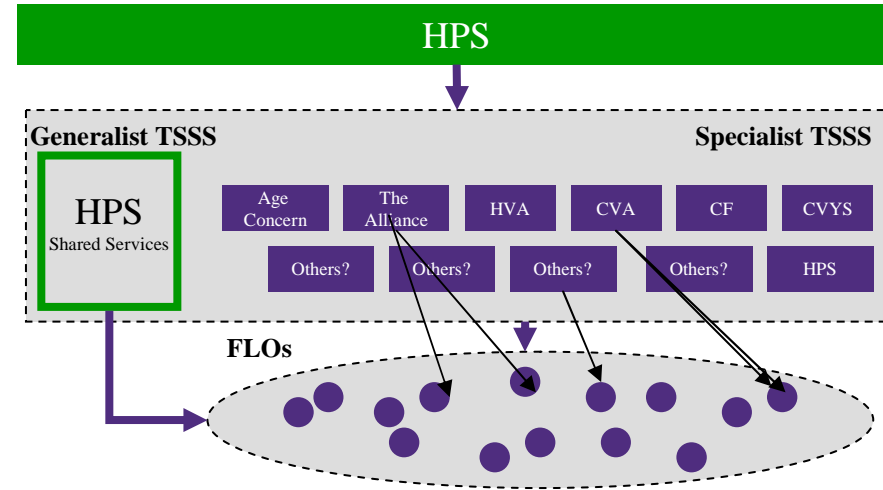 HPS
Generalist TSSS
Specialist TSSS
HPS
Shared Services
Age
Concern
The
Alliance
HVA
CVA
CF
CVYS
Others?
Others?
Others?
Others?
HPS
FLOs